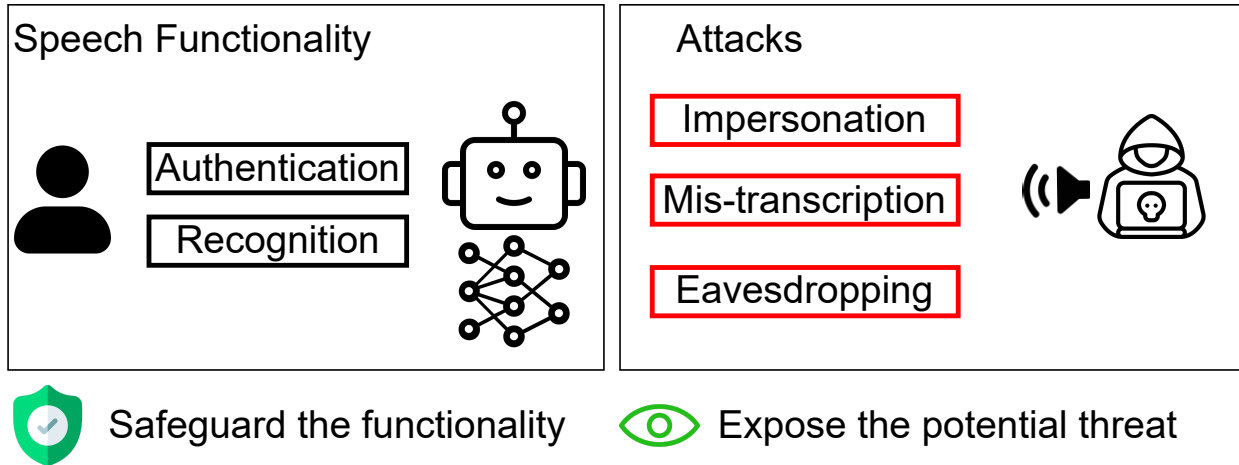 Speech Functionality
Authentication
Recognition
Attacks
Impersonation
Mis-transcription
Eavesdropping
Safeguard the functionality
Expose the potential threat